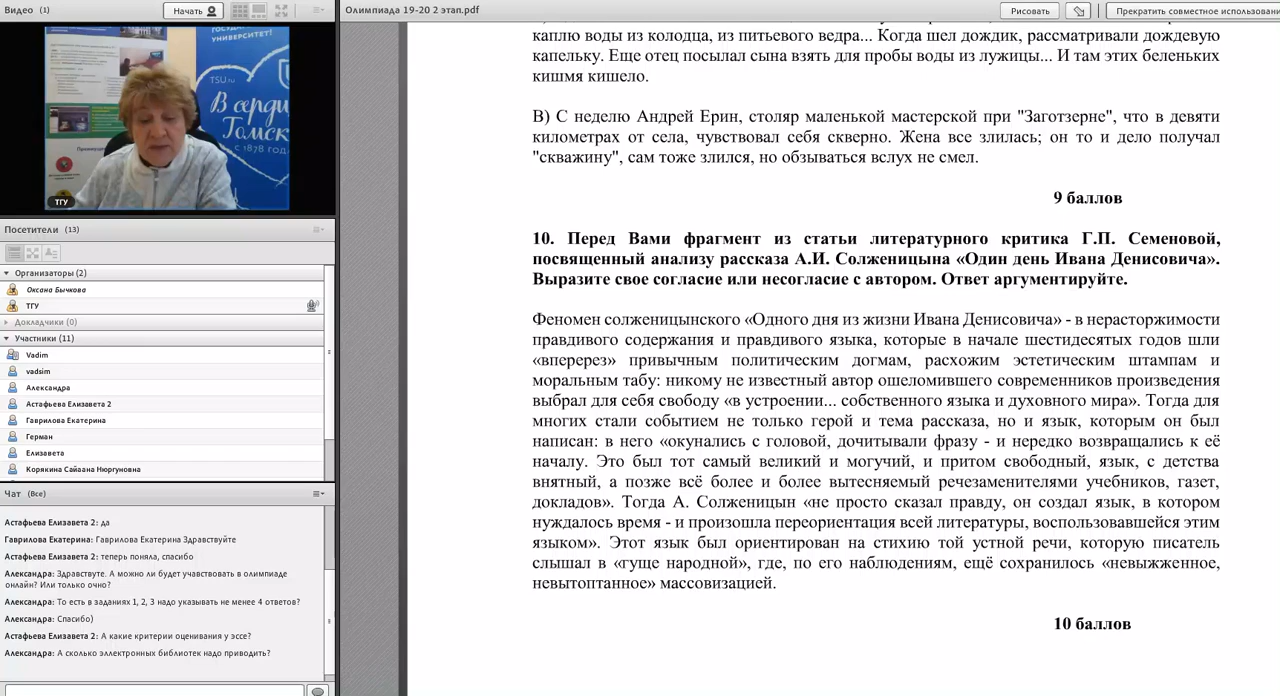 Видео (1)
Начать
УНИВЕРСИТЕТ!
TSU.ru
В сердце
Томска
с 1878 год
Преимущ
ТГУ
Посетители (13)
Организаторы (2)
Оксана Бычкова
ТГУ
Докладчики (0)
Участники (11)
Vadim
vadsim
Александра
Астафьева Елизавета 2
Гаврилова Екатерина
Герман
Елизавета
Корякина Сайаана Нюргуновна
Чат (Все)
Астафьева Елизавета 2: да
Гаврилова Екатерина: Гаврилова Екатерина Здравствуйте
Астафьева Елизавета 2: теперь поняла, спасибо
Александра: Здравствуте. А можно ли будет учавствовать в олимпиаде
онлайн? Или только очно?
Александра: То есть в заданиях 1, 2, 3 надо указывать не менее 4 ответов?
Александра: Спасибо)
Астафьева Елизавета 2: А какие критерии оценивания у эссе?
Александра: А сколько эллектронных библиотек надо приводить?
Олимпиада 19-20 2 этап.pdf
Рисовать
Прекратить совместное использован
каплю воды из колодца, из питьевого ведра... Когда шел дождик, рассматривали дождевую
капельку. Еще отец посылал сына взять для пробы воды из лужицы... И там этих беленьких
кишмя кишело.
В) С неделю Андрей Ерин, столяр маленькой мастерской при "Заготзерне", что в девяти
километрах от села, чувствовал себя скверно. Жена все злилась; он то и дело получал
"скважину", сам тоже злился, но обзываться вслух не смел.
9 баллов
10. Перед Вами фрагмент из статьи литературного критика Г.П. Семеновой,
посвященный анализу рассказа А.И. Солженицына «Один день Ивана Денисовича».
Выразите свое согласие или несогласие с автором. Ответ аргументируйте.
Феномен солженицынского «Одного дня из жизни Ивана Денисовича» - в нерасторжимости
правдивого содержания и правдивого языка, которые в начале шестидесятых годов шли
«вперерез» привычным политическим догмам, расхожим эстетическим штампам и
моральным табу: никому не известный автор ошеломившего современников произведения
выбрал для себя свободу «в устроении... собственного языка и духовного мира». Тогда для
многих стали событием не только герой и тема рассказа, но и язык, которым он был
написан: в него «окунались с головой, дочитывали фразу - и нередко возвращались к её
началу. Это был тот самый великий и могучий, и притом свободный, язык, с детства
внятный, а позже всё более и более вытесняемый речезаменителями учебников, газет,
докладов». Тогда А. Солженицын «не просто сказал правду, он создал язык, в котором
нуждалось время - и произошла переориентация всей литературы, воспользовавшейся этим
языком». Этот язык был ориентирован на стихию той устной речи, которую писатель
слышал в «гуще народной», где, по его наблюдениям, ещё сохранилось «невыжженное,
невытоптанное» массовизацией.
10 баллов